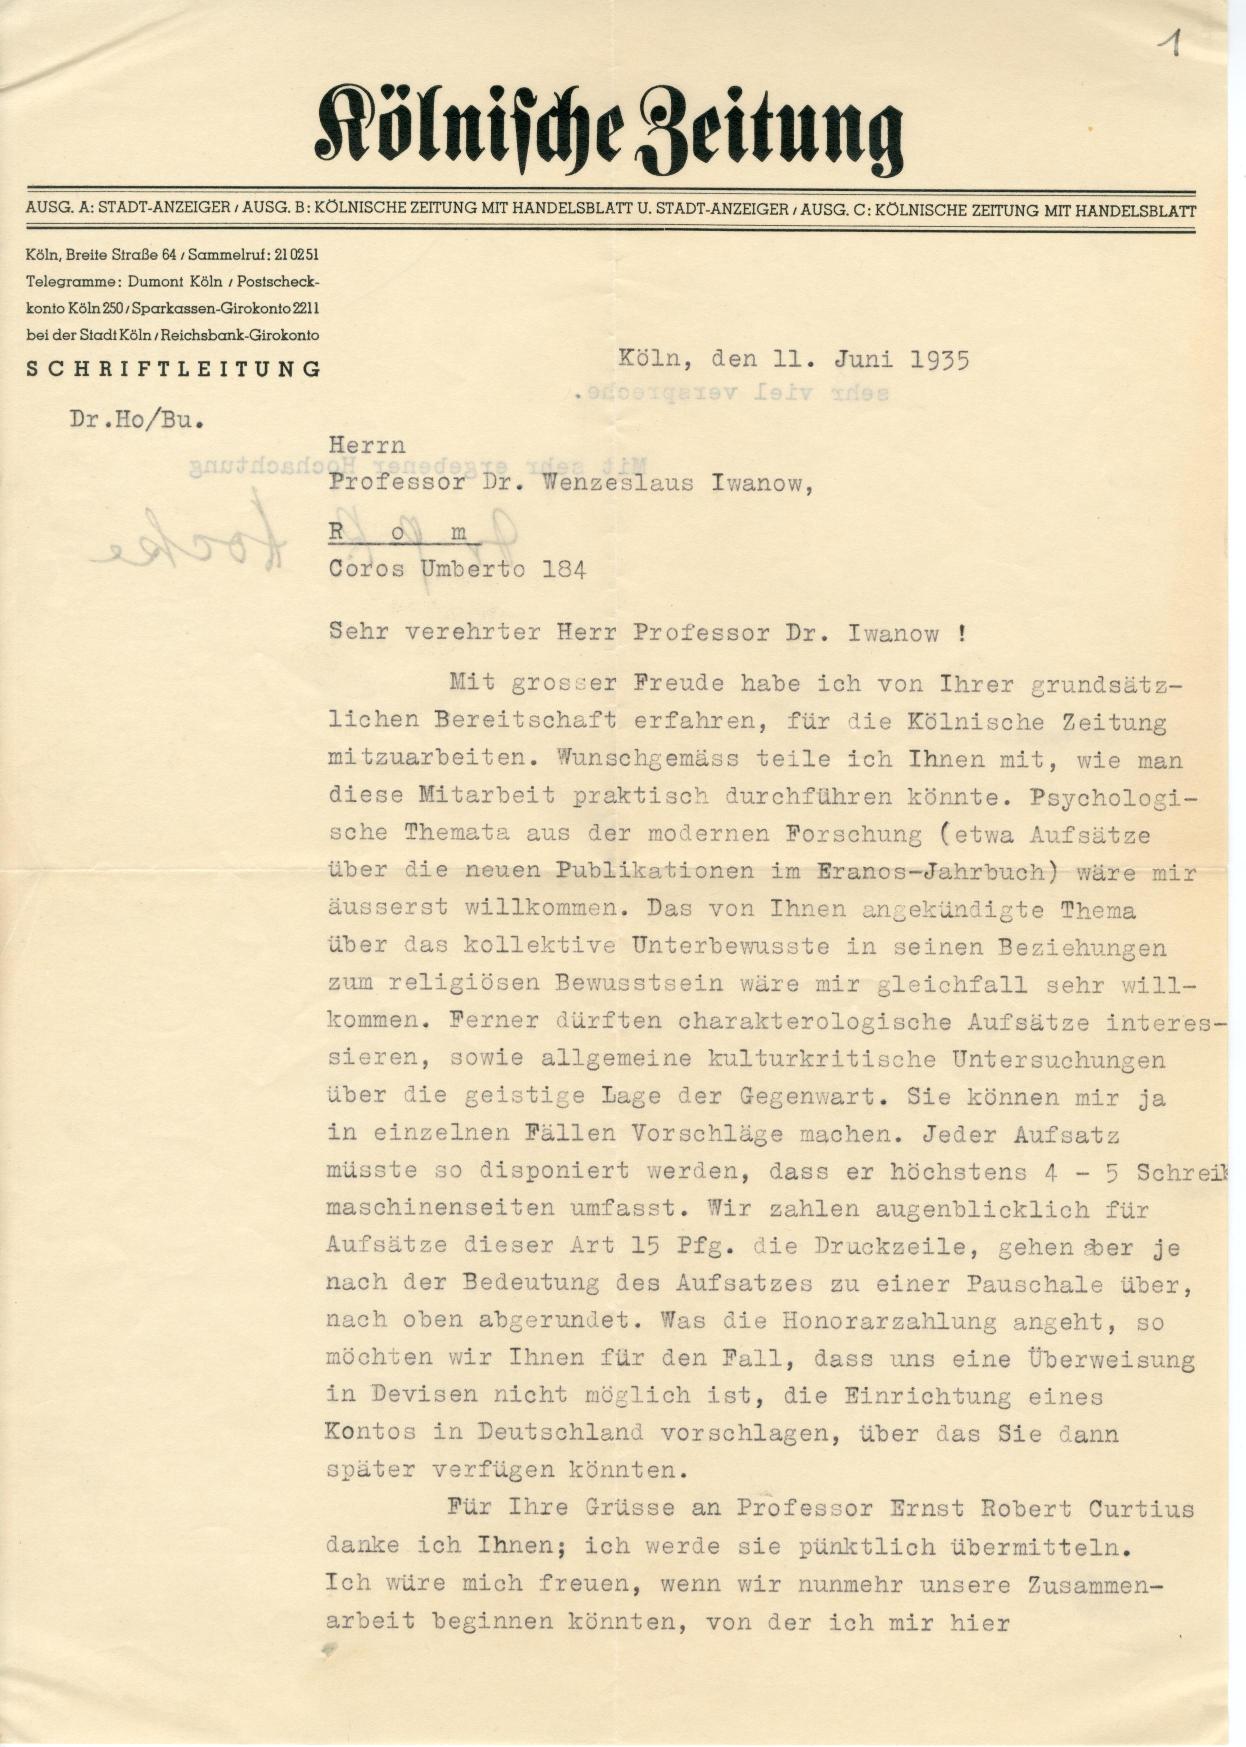 1
Kölnische Zeitung
AUSG. A: STADT-ANZEIGER / AUSG. B: KÖLNISCHE ZEITUNG MIT HANDELSBLATT U. STADT-ANZEIGER / AUSG. C: KÖLNISCHE ZEITUNG MIT HANDELSBLATT
Köln, Breite Straße 64 / Sammelruf: 21 02 51
Telegramme: Dumont Köln / Postscheck-
konto Köln 250 / Sparkassen-Girokonto 2211
bei der Stadt Köln / Reichsbank-Girokonto
SCHRIFTLEITUNG
Köln, den 11. Juni 1935
sehr viel verspreche.
Dr.Ho/Bu.
Herrn
Mit sehr ergebener Hochachtung
Professor Dr. Wenzeslaus Iwanow,
R o m
Hocke
Coros Umberto 184
Sehr verehrter Herr Professor Dr. Iwanow !
Mit grosser Freude habe ich von Ihrer grundsätz-
lichen Bereitschaft erfahren, für die Kölnische Zeitung
mitzuarbeiten. Wunschgemäss teile ich Ihnen mit, wie man
diese Mitarbeit praktisch durchführen könnte. Psychologi-
sche Themata aus der modernen Forschung (etwa Aufsätze
über die neuen Publikationen im Eranos-Jahrbuch) wäre mir
äusserst willkommen. Das von Ihnen angekündigte Thema
über das kollektive Unterbewusste in seinen Beziehungen
zum religiösen Bewusstsein wäre mir gleichfall sehr will-
kommen. Ferner dürften charakterologische Aufsätze interes-
sieren, sowie allgemeine kulturkritische Untersuchungen
über die geistige Lage der Gegenwart. Sie können mir ja
in einzelnen Fällen Vorschläge machen. Jeder Aufsatz
müsste so disponiert werden, dass er höchstens 4 - 5 Schreib
maschinenseiten umfasst. Wir zahlen augenblicklich für
Aufsätze dieser Art 15 Pfg. die Druckzeile, gehen aber je
nach der Bedeutung des Aufsatzes zu einer Pauschale über,
nach oben abgerundet. Was die Honorarzahlung angeht, so
möchten wir Ihnen für den Fall, dass uns eine Überweisung
in Devisen nicht möglich ist, die Einrichtung eines
Kontos in Deutschland vorschlagen, über das Sie dann
später verfügen könnten.
Für Ihre Grüsse an Professor Ernst Robert Curtius
danke ich Ihnen; ich werde sie pünktlich übermitteln.
Ich würe mich freuen, wenn wir nunmehr unsere Zusammen-
arbeit beginnen könnten, von der ich mir hier